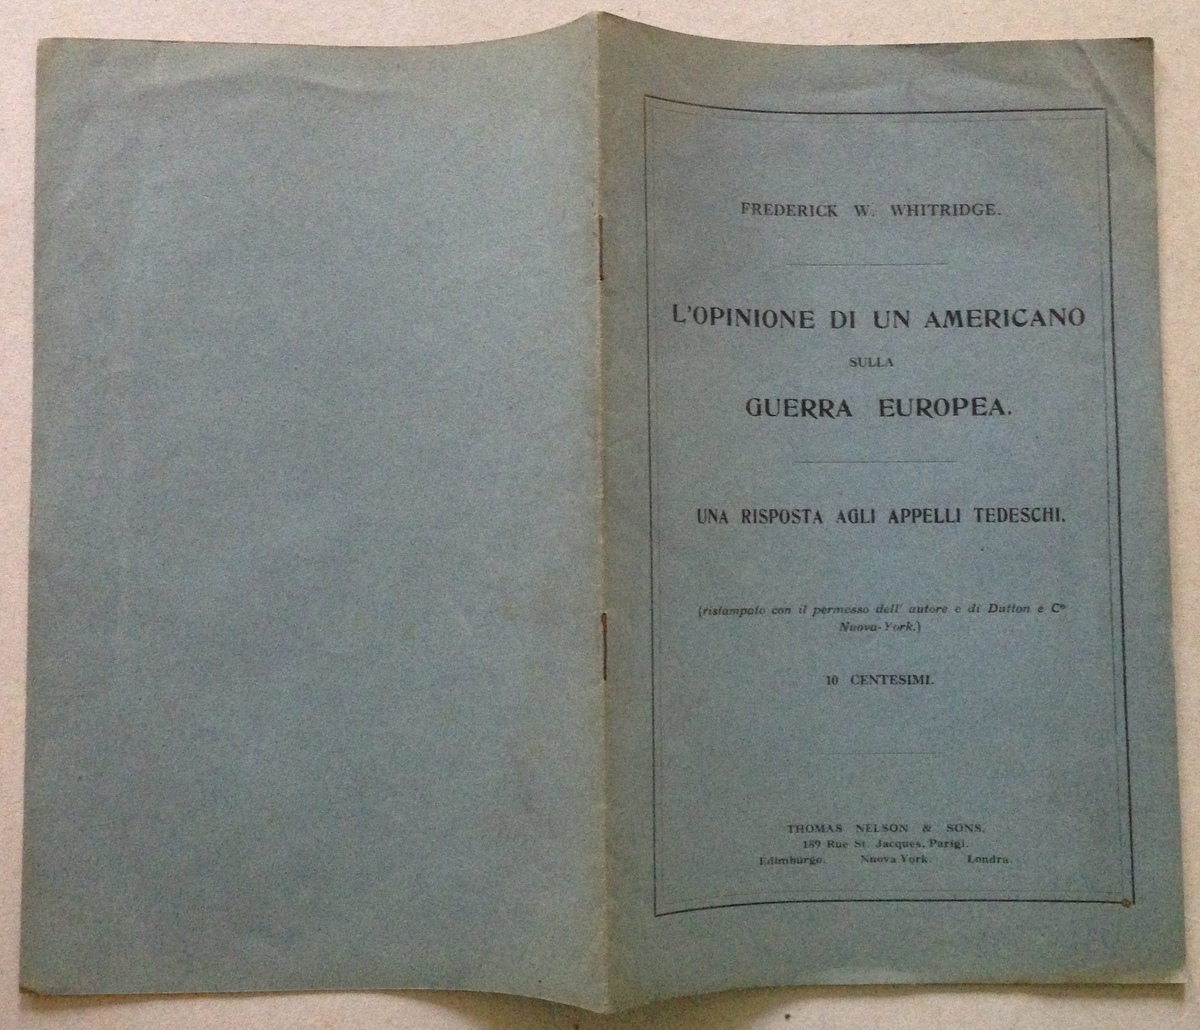 FREDERICK W. WHITRIDGE.
L'OPINIONE DI UN AMERICANO
SULLA
GUERRA EUROPEA.
UNA RISPOSTA AGLI APPELLI TEDESCHI.
(ristampato con il permesso dell' autore e di Dutton e Cº
Nuova-York.)
10 CENTESIMI.
THOMAS NELSON & SONS,
189 Rue St. Jacques, Parigi.
Edimburgo. Nuova York. Londra.